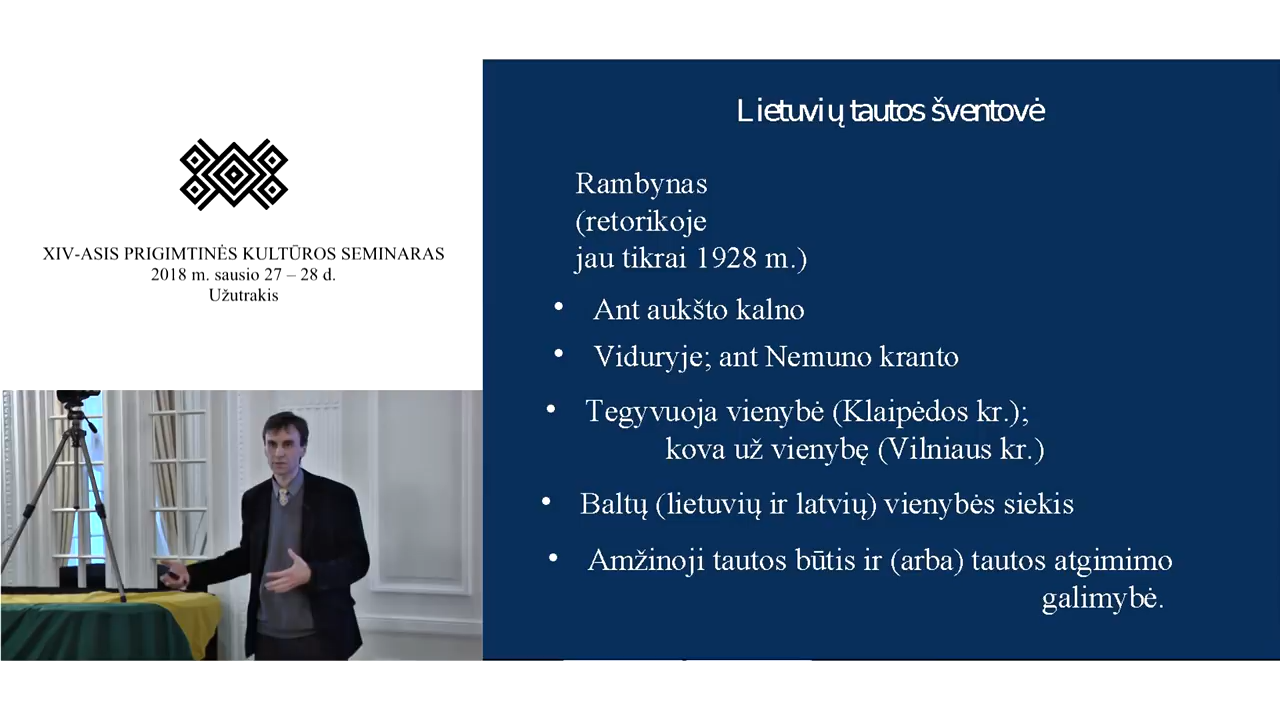 XIV-ASIS PRIGIMTINĖS KULTŪROS SEMINARAS
2018 m. sausio 27 – 28 d.
Užutrakis
Lietuvių tautos šventovė
Rambynas
(retorikoje
jau tikrai 1928 m.)
• Ant aukšto kalno
• Viduryje; ant Nemuno kranto
• Tegyvuoja vienybė (Klaipėdos kr.);
kova už vienybę (Vilniaus kr.)
• Baltų (lietuvių ir latvių) vienybės siekis
• Amžinoji tautos būtis ir (arba) tautos atgimimo
galimybė.